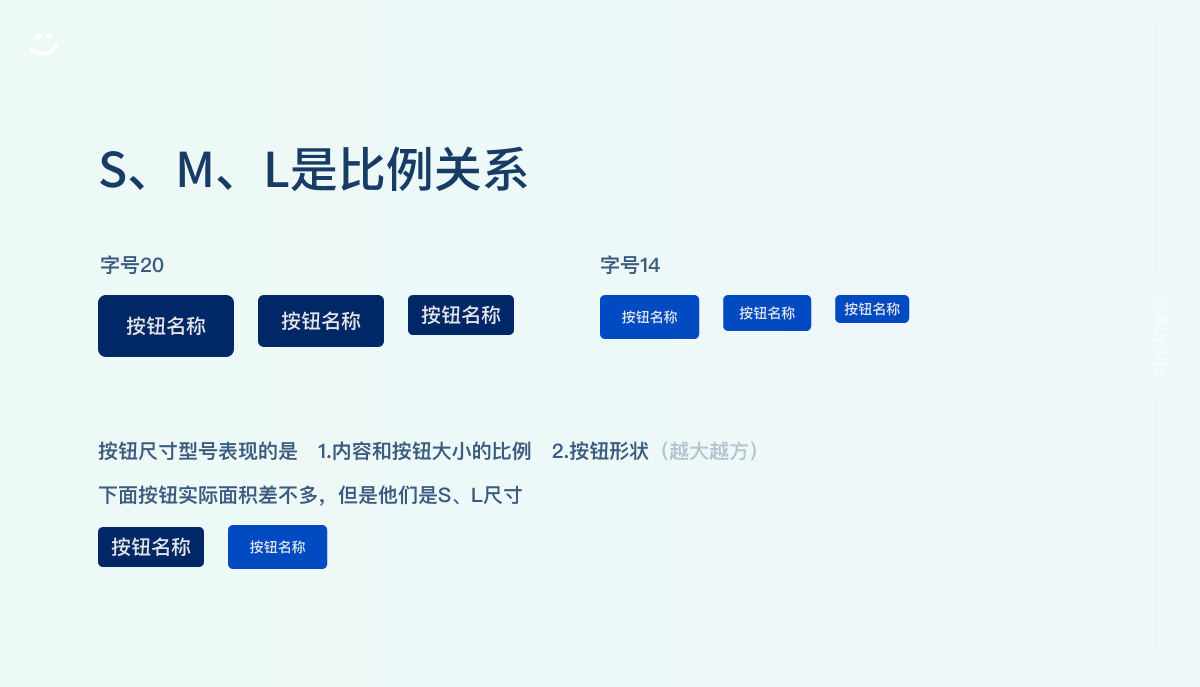 S、M、L是比例关系
字号20
字号14
按钮名称 按钮名称 按钮名称
按钮名称 按钮名称 按钮名称
按钮尺寸型号表现的是 1.内容和按钮大小的比例 2.按钮形状（越大越方）
下面按钮实际面积差不多，但是他们是S、L尺寸
按钮名称 按钮名称
@Aurelio